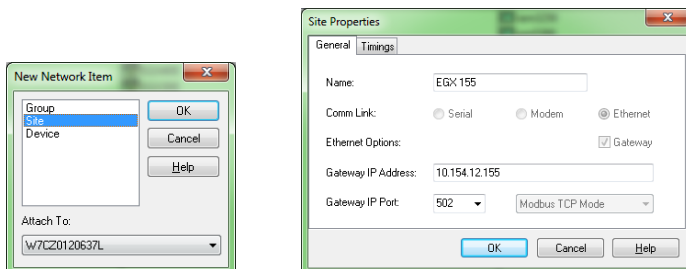 New Network Item
Group
Site
Device
OK
Cancel
Help
Attach To:
W7CZ0120637L
Site Properties
General Timings
Name: EGX 155
Comm Link: Serial Modem Ethernet
Ethernet Options: Gateway
Gateway IP Address: 10.154.12.155
Gateway IP Port: 502 Modbus TCP Mode
OK Cancel Help